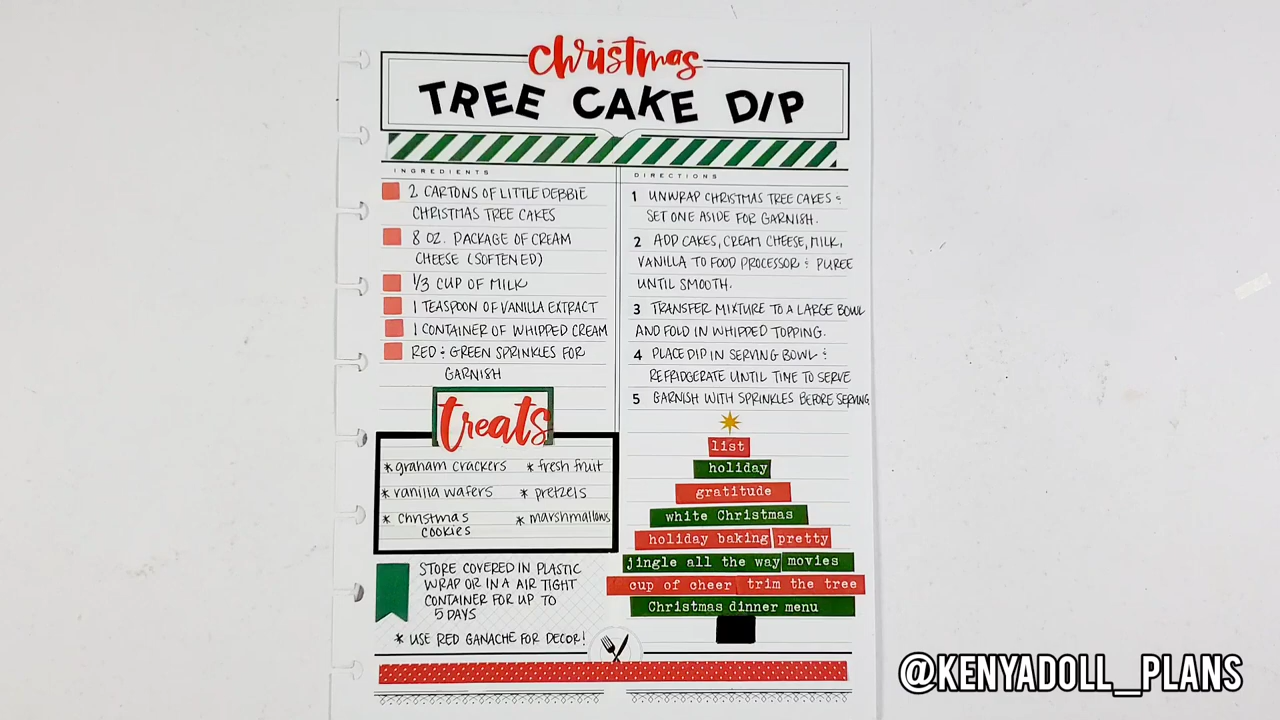 Christmas
TREE CAKE DIP
INGREDIENTS
2 CARTONS OF LITTLE DEBBIE
CHRISTMAS TREE CAKES
8 OZ. PACKAGE OF CREAM
CHEESE (SOFTENED)
1/3 CUP OF MILK
1 TEASPOON OF VANILLA EXTRACT
1 CONTAINER OF WHIPPED CREAM
RED & GREEN SPRINKLES FOR
GARNISH
treats
* graham crackers * fresh fruit
* vanilla wafers * pretzels
* christmas * marshmallows
cookies
STORE COVERED IN PLASTIC
WRAP OR IN A AIR TIGHT
CONTAINER FOR UP TO
5 DAYS
* USE RED GANACHE FOR DECOR!
DIRECTIONS
1 UNWRAP CHRISTMAS TREE CAKES &
SET ONE ASIDE FOR GARNISH.
2 ADD CAKES, CREAM CHEESE, MILK,
VANILLA TO FOOD PROCESSOR & PUREE
UNTIL SMOOTH.
3 TRANSFER MIXTURE TO A LARGE BOWL
AND FOLD IN WHIPPED TOPPING.
4 PLACE DIP IN SERVING BOWL &
REFRIDGERATE UNTIL TIME TO SERVE
5 GARNISH WITH SPRINKLES BEFORE SERVING
list
holiday
gratitude
white Christmas
holiday baking pretty
jingle all the way movies
cup of cheer trim the tree
Christmas dinner menu
@KENYADOLL_PLANS